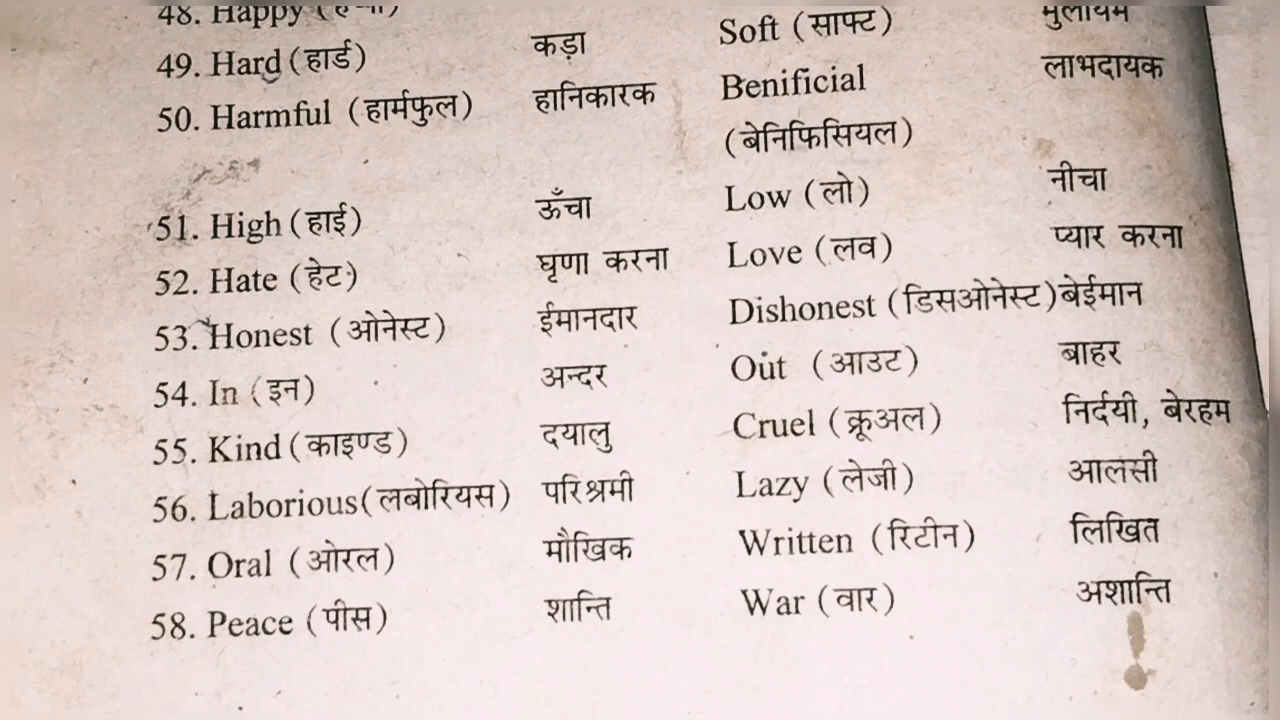 48. Happy
49. Hard (हार्ड) कड़ा Soft (साफ्ट) मुलायम
50. Harmful (हार्मफुल) हानिकारक Benificial लाभदायक
(बेनिफिसियल)
51. High (हाई) ऊँचा Low (लो) नीचा
52. Hate (हेट) घृणा करना Love (लव) प्यार करना
53. Honest (ओनेस्ट) ईमानदार Dishonest (डिसओनेस्ट) बेईमान
54. In (इन) अन्दर Out (आउट) बाहर
55. Kind (काइण्ड) दयालु Cruel (क्रूअल) निर्दयी, बेरहम
56. Laborious (लबोरियस) परिश्रमी Lazy (लेजी) आलसी
57. Oral (ओरल) मौखिक Written (रिटीन) लिखित
58. Peace (पीस) शान्ति War (वार) अशान्ति